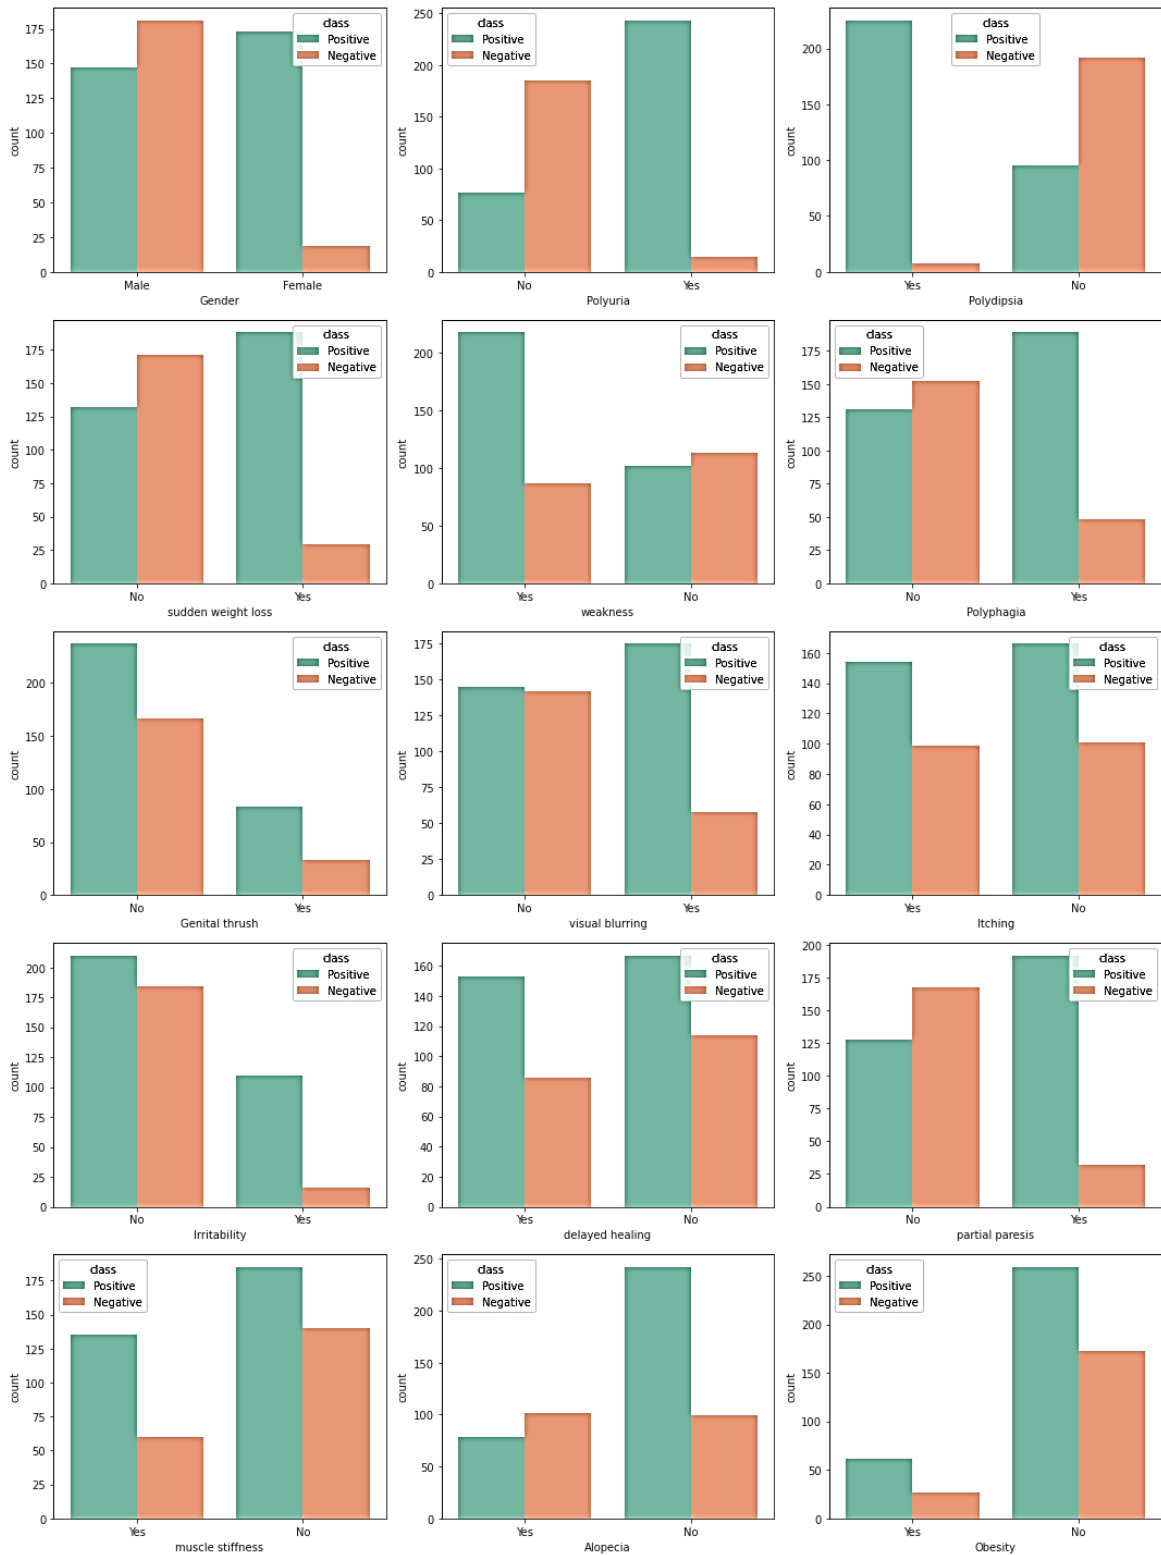 class
Positive
Negative
175
150
125
100
75
50
25
0
count
Male Female
Gender
class
Positive
Negative
250
200
150
100
50
0
count
No Yes
Polyuria
class
Positive
Negative
200
150
100
50
0
count
Yes No
Polydipsia
class
Positive
Negative
175
150
125
100
75
50
25
0
count
No Yes
sudden weight loss
class
Positive
Negative
200
150
100
50
0
count
Yes No
weakness
class
Positive
Negative
175
150
125
100
75
50
25
0
count
No Yes
Polyphagia
class
Positive
Negative
200
150
100
50
0
count
No Yes
Genital thrush
class
Positive
Negative
175
150
125
100
75
50
25
0
count
No Yes
visual blurring
class
Positive
Negative
160
140
120
100
80
60
40
20
0
count
Yes No
Itching
class
Positive
Negative
200
175
150
125
100
75
50
25
0
count
No Yes
Irritability
class
Positive
Negative
160
140
120
100
80
60
40
20
0
count
Yes No
delayed healing
class
Positive
Negative
200
175
150
125
100
75
50
25
0
count
No Yes
partial paresis
class
Positive
Negative
175
150
125
100
75
50
25
0
count
Yes No
muscle stiffness
class
Positive
Negative
250
200
150
100
50
0
count
Yes No
Alopecia
class
Positive
Negative
250
200
150
100
50
0
count
Yes No
Obesity